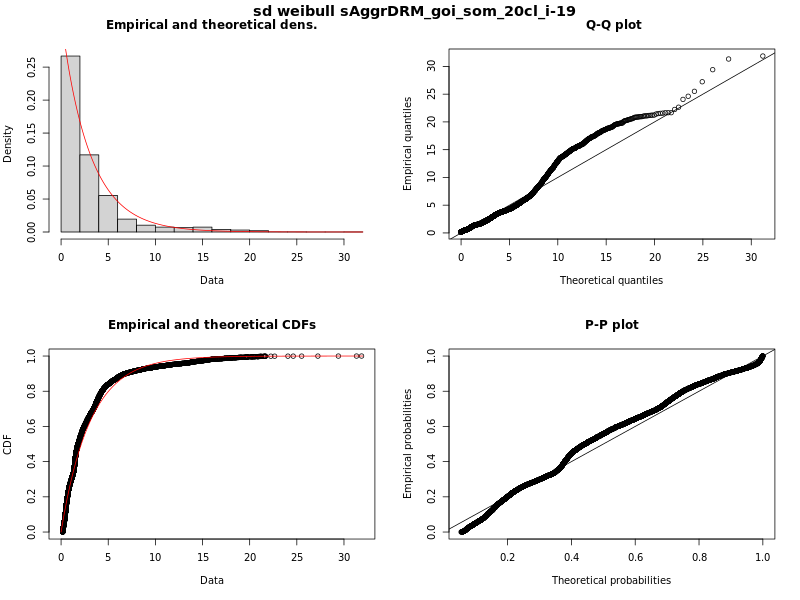 sd weibull sAggrDRM_goi_som_20cl_i-19
Empirical and theoretical dens.
Density
0.00 0.05 0.10 0.15 0.20 0.25
0 5 10 15 20 25 30
Data
Q-Q plot
Empirical quantiles
0 5 10 15 20 25 30
0 5 10 15 20 25 30
Theoretical quantiles
Empirical and theoretical CDFs
CDF
0.0 0.2 0.4 0.6 0.8 1.0
0 5 10 15 20 25 30
Data
P-P plot
Empirical probabilities
0.0 0.2 0.4 0.6 0.8 1.0
0.2 0.4 0.6 0.8 1.0
Theoretical probabilities